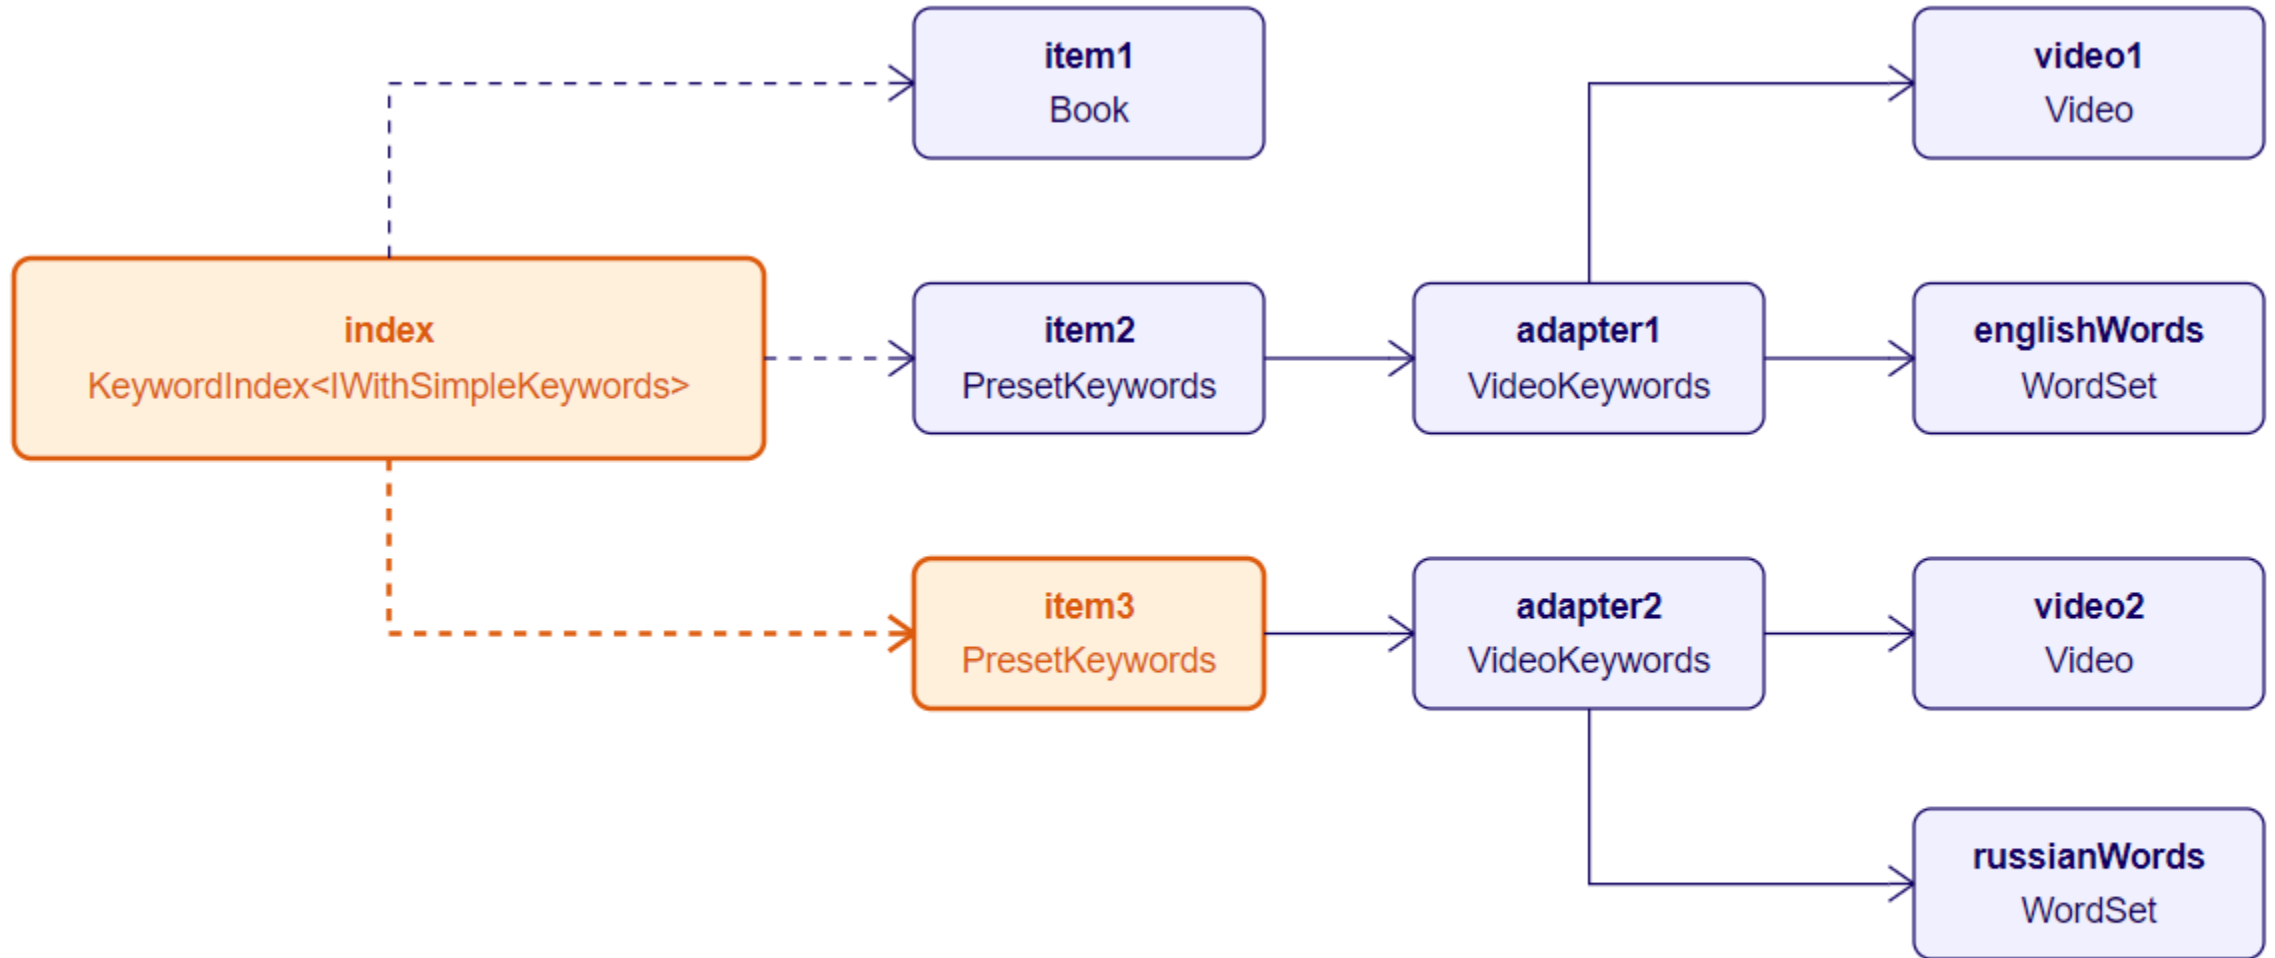 item1
Book
video1
Video
index
KeywordIndex<IWithSimpleKeywords>
item2
PresetKeywords
adapter1
VideoKeywords
englishWords
WordSet
item3
PresetKeywords
adapter2
VideoKeywords
video2
Video
russianWords
WordSet